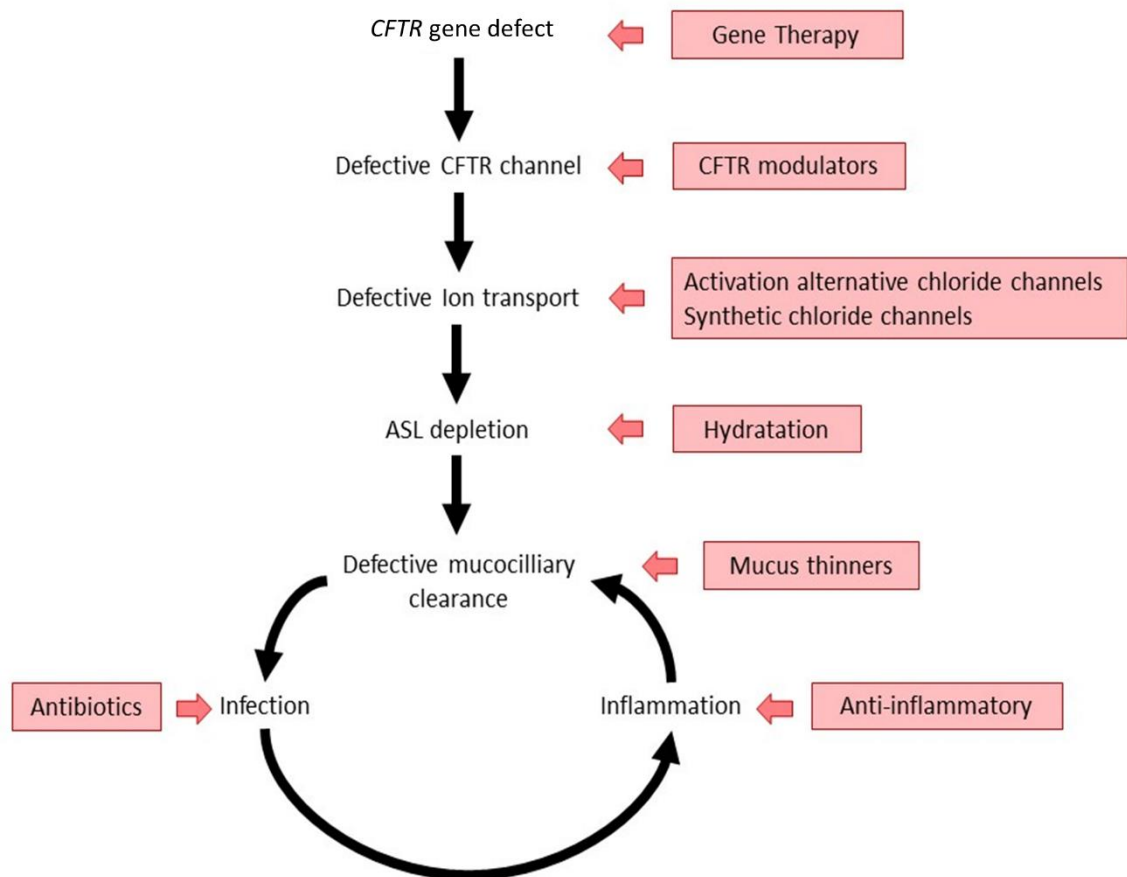 CFTR gene defect
Gene Therapy
Defective CFTR channel
CFTR modulators
Defective Ion transport
Activation alternative chloride channels
Synthetic chloride channels
ASL depletion
Hydratation
Defective mucocilliary
clearance
Mucus thinners
Antibiotics
Infection
Inflammation
Anti-inflammatory